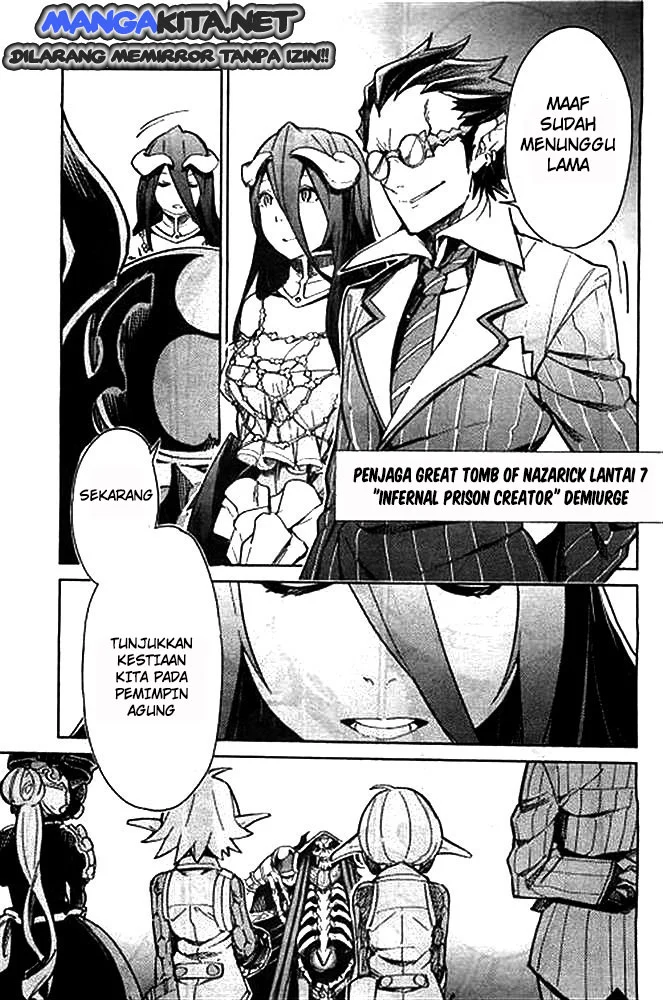 MANGAKITA.NET
DILARANG MEMIRROR TANPA IZIN!!
MAAF
SUDAH
MENUNGGU
LAMA
PENJAGA GREAT TOMB OF NAZARICK LANTAI 7
"INFERNAL PRISON CREATOR" DEMIURGE
SEKARANG
TUNJUKKAN
KESTIAAN
KITA PADA
PEMIMPIN
AGUNG